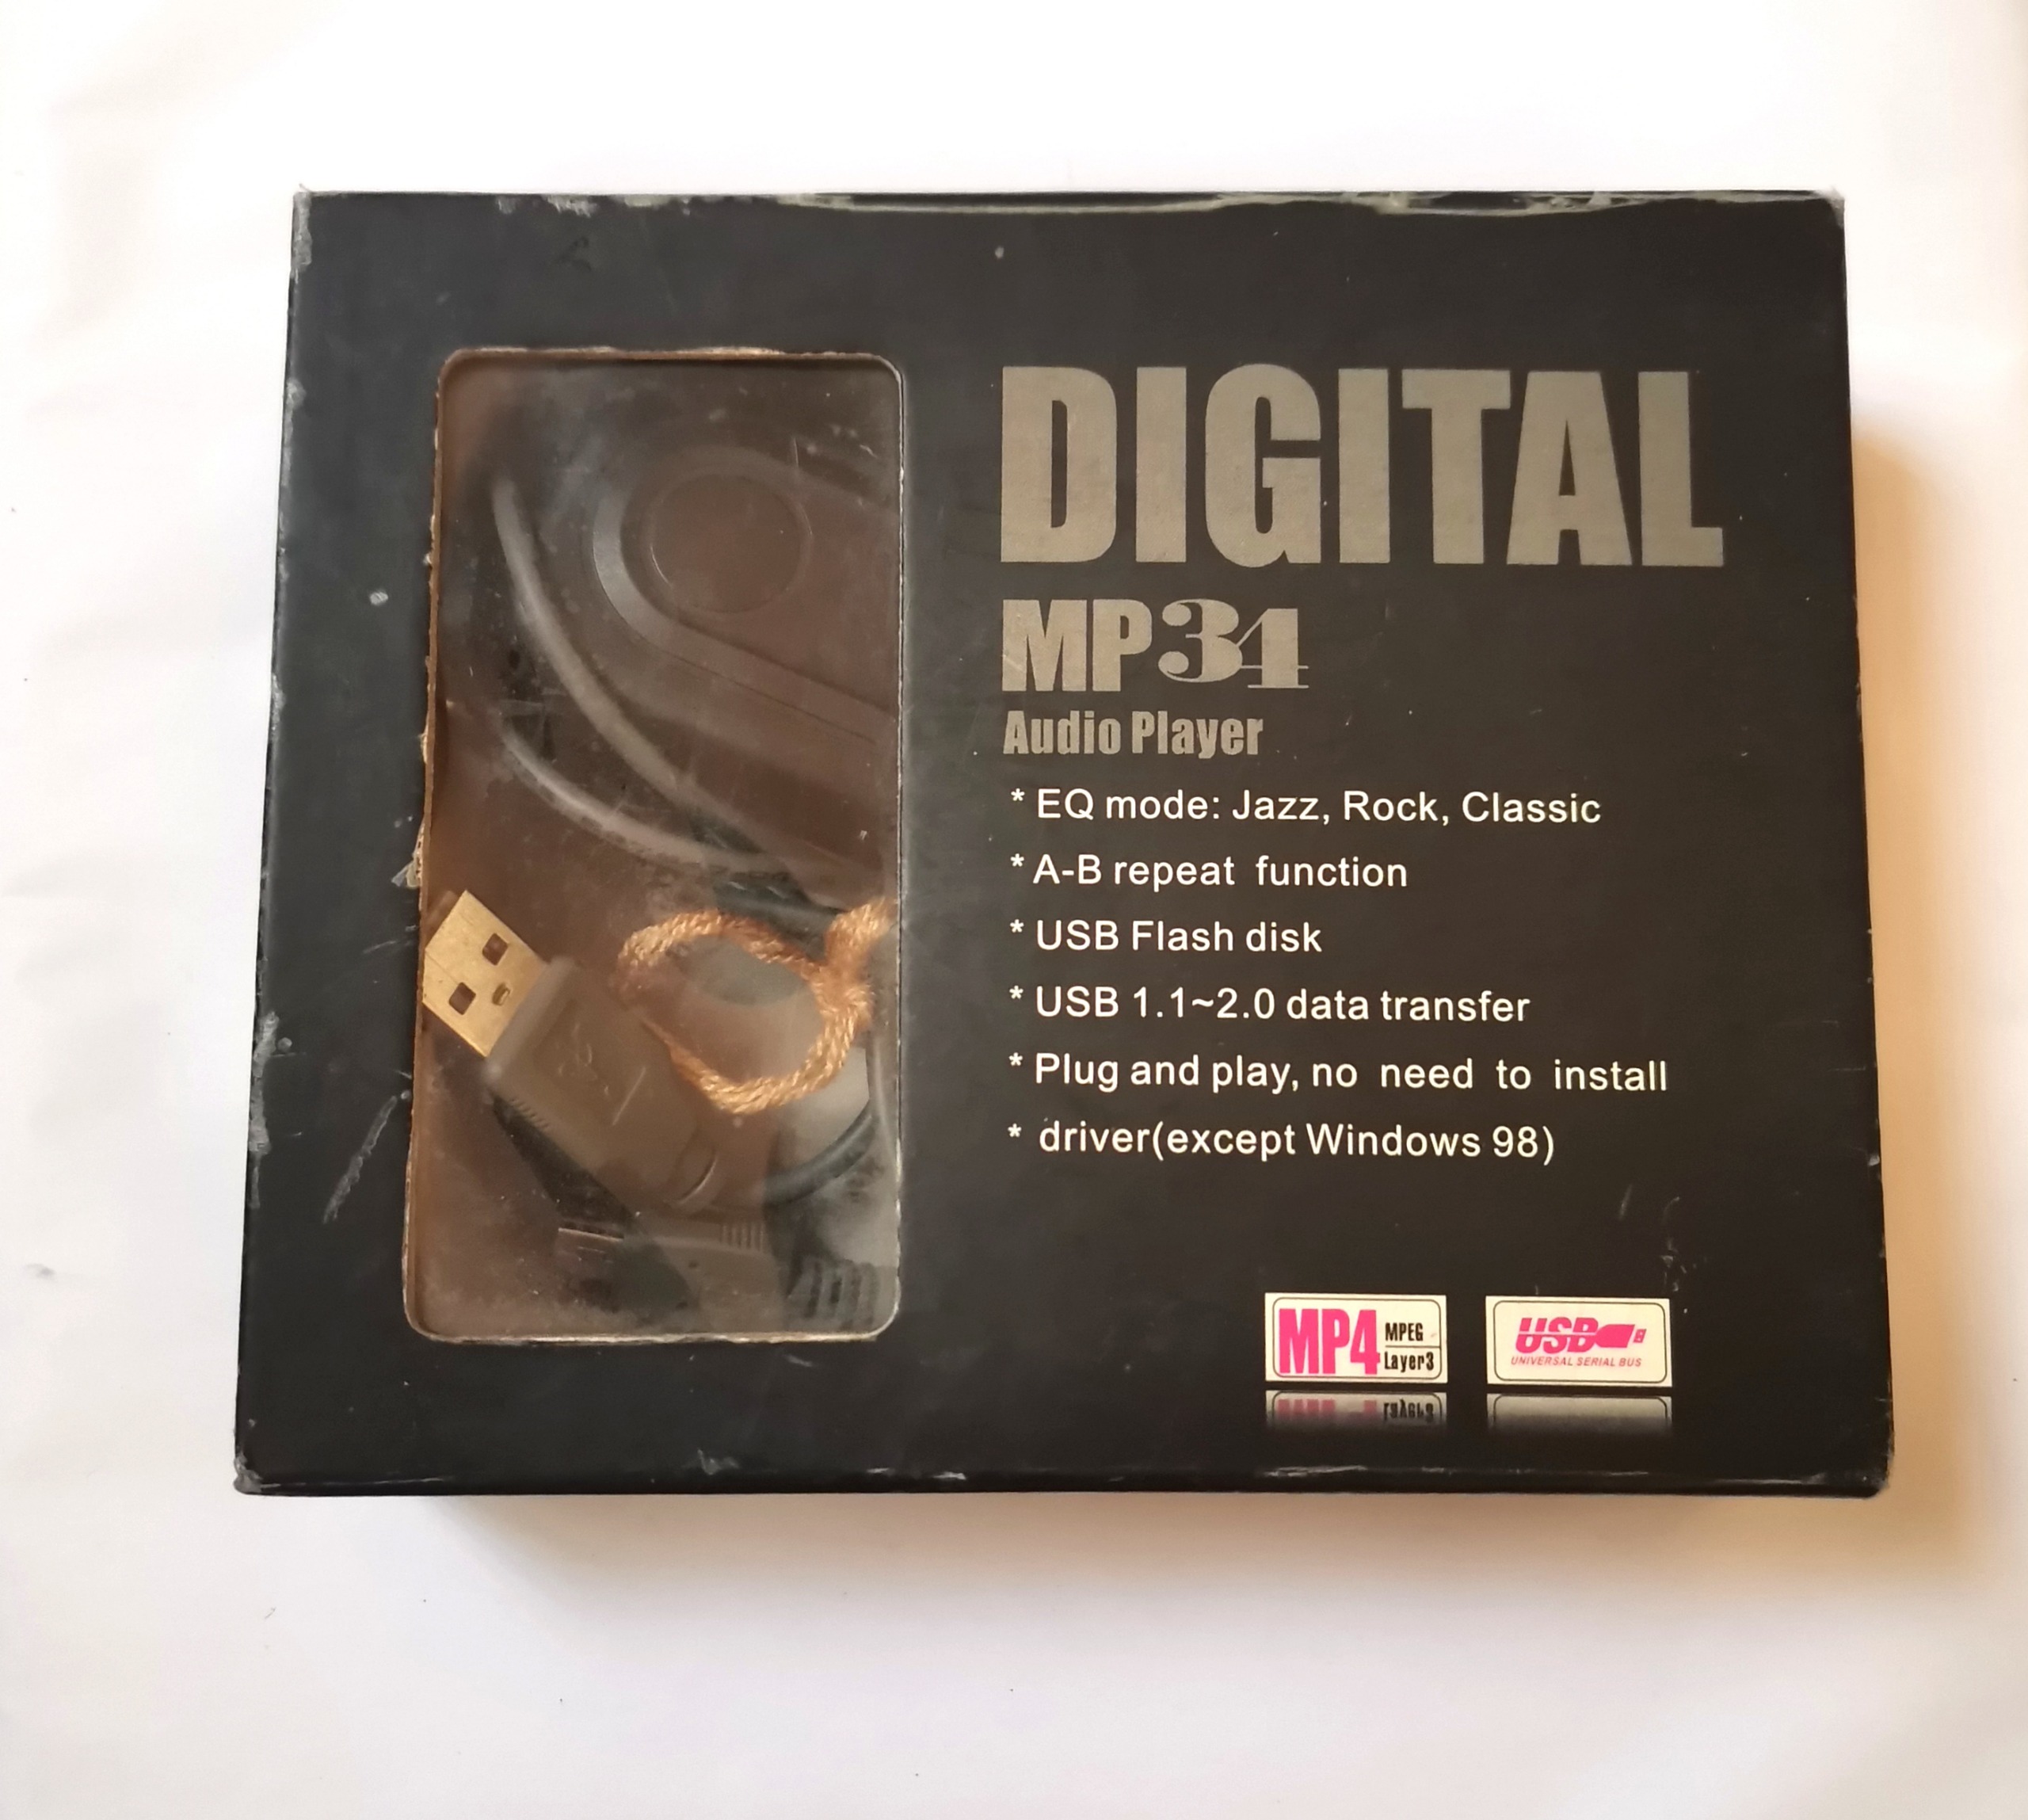 DIGITAL
MP34
Audio Player
* EQ mode: Jazz, Rock, Classic
* A-B repeat function
* USB Flash disk
* USB 1.1~2.0 data transfer
* Plug and play, no need to install
* driver(except Windows 98)
MP4 MPEG
Layer3
USB
UNIVERSAL SERIAL BUS